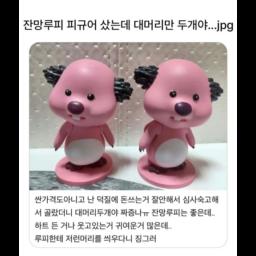 잔망루피 피규어 샀는데 대머리만 두개야...jpg
싼가격도아니고 난 덕질에 돈쓰는거 잘안해서 심사숙고해
서 골랐더니 대머리두개야 짜증나ㅠ 잔망루피는 좋은데..
하트 든 거나 웃고있는거 귀여운거 많은데..
루피한테 저런머리를 씌우다니 징그러